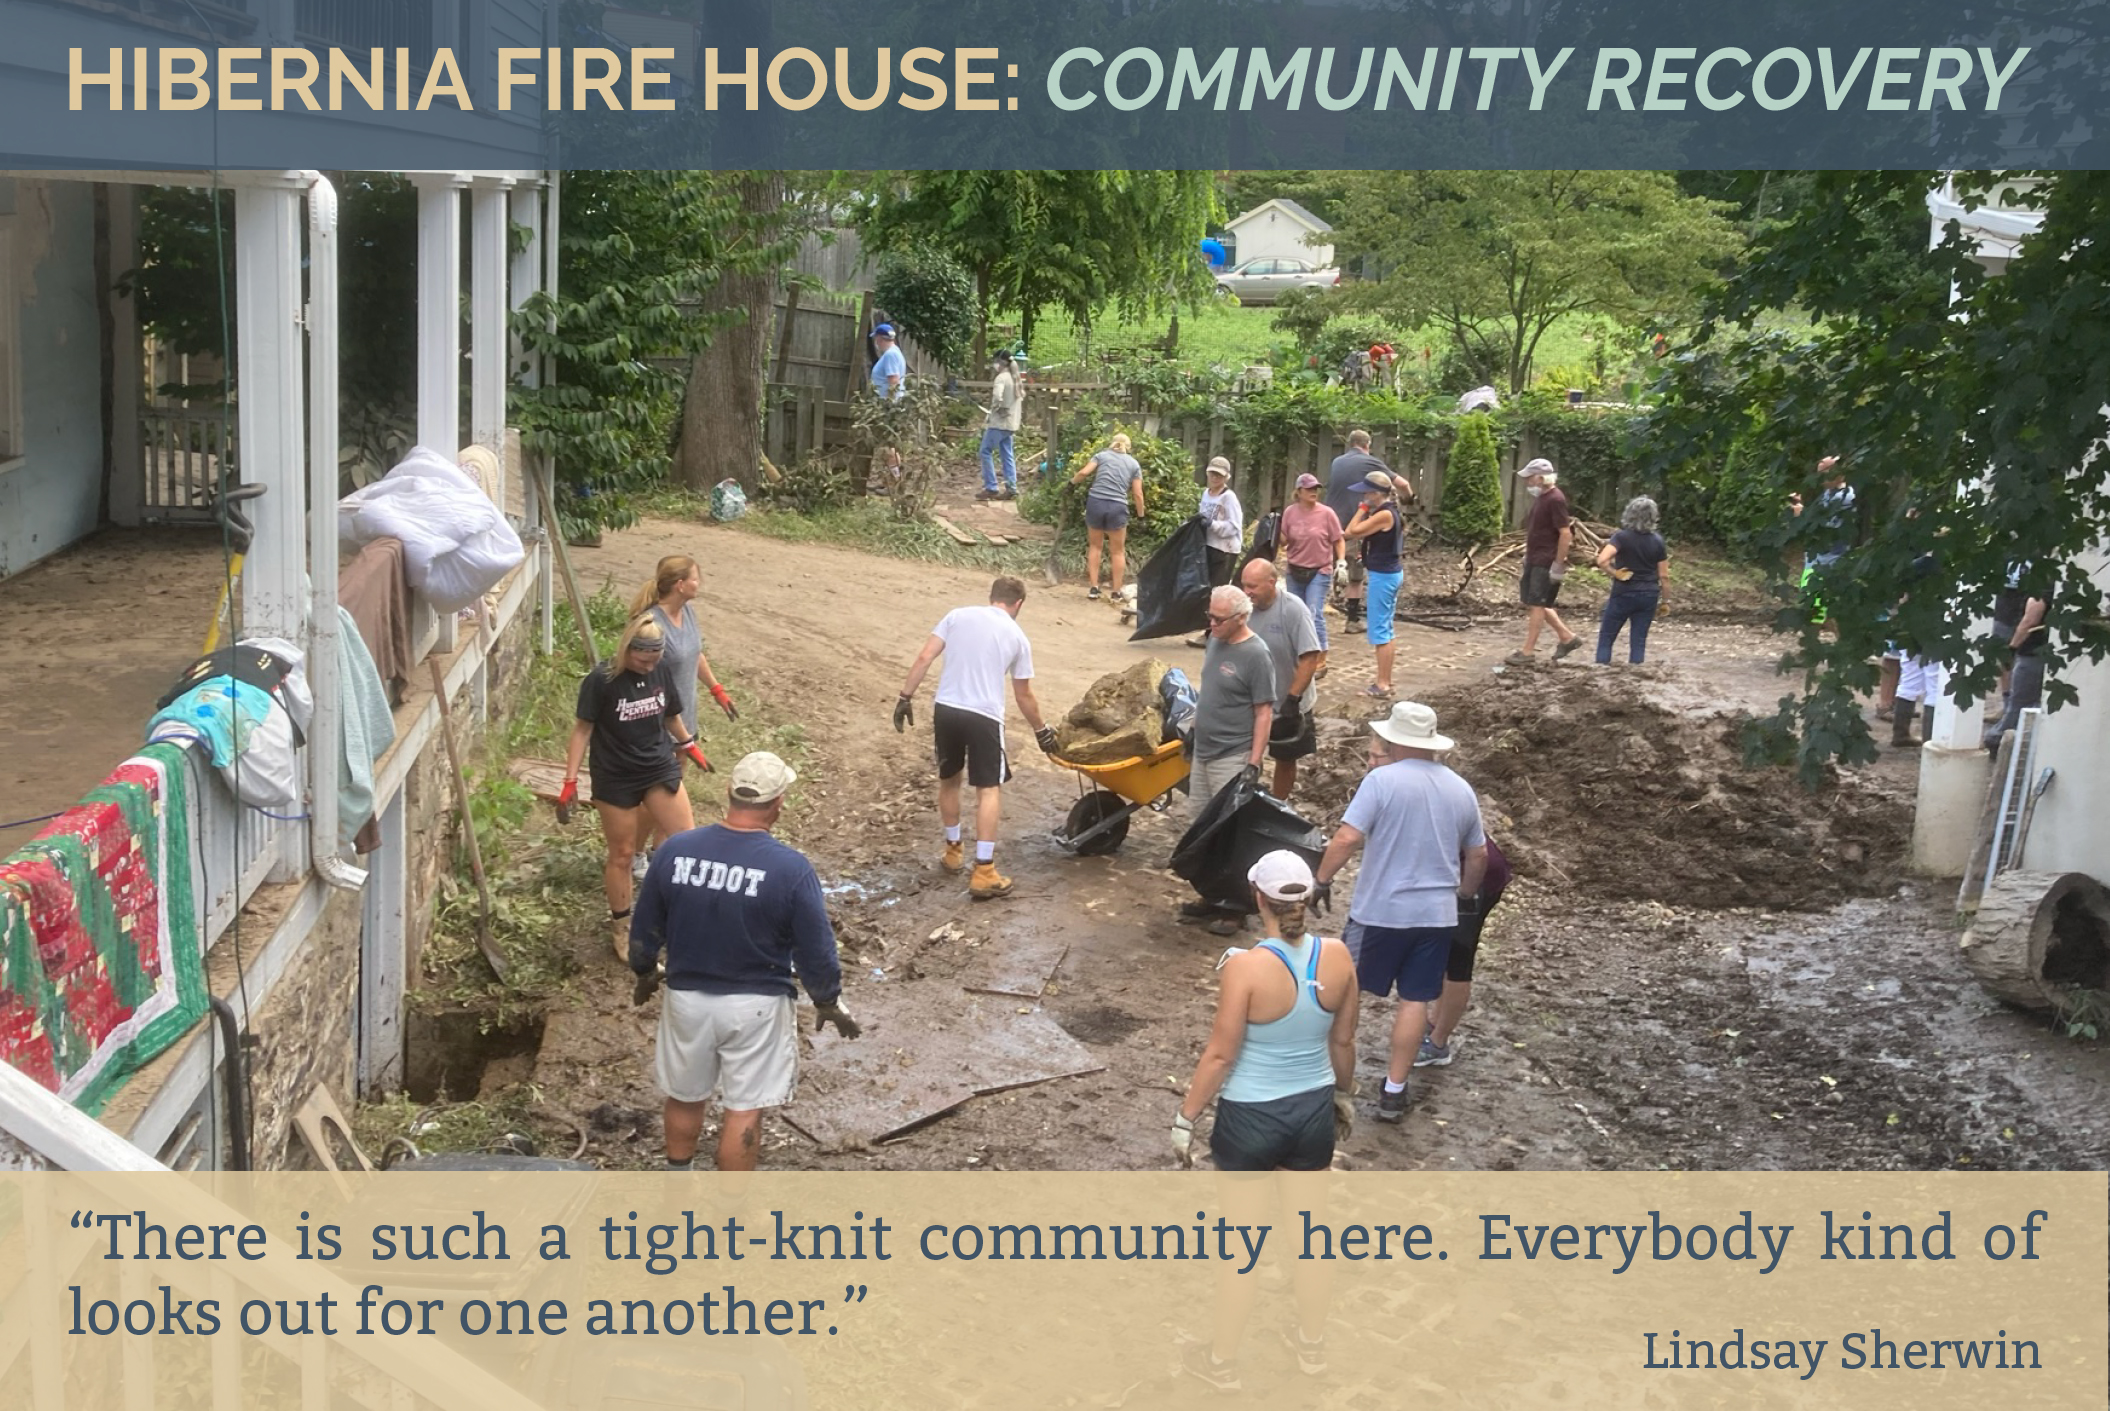 HIBERNIA FIRE HOUSE: COMMUNITY RECOVERY
NJDOT
“There is such a tight-knit community here. Everybody kind of
looks out for one another.”
Lindsay Sherwin